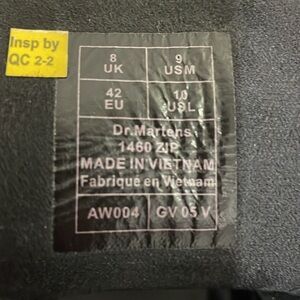 Insp by
QC 2-2
8 9
UK USM
42 10
EU USL
Dr.Martens
1460 ZIP
MADE IN VIETNAM
Fabriqué en Vietnam
AW004 GV 05 V